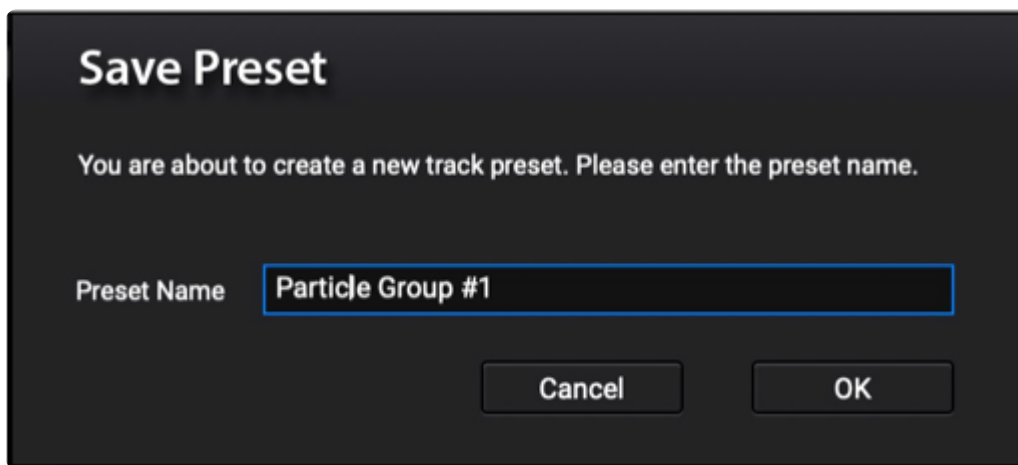 Save Preset
You are about to create a new track preset. Please enter the preset name.
Preset Name Particle Group #1
Cancel OK